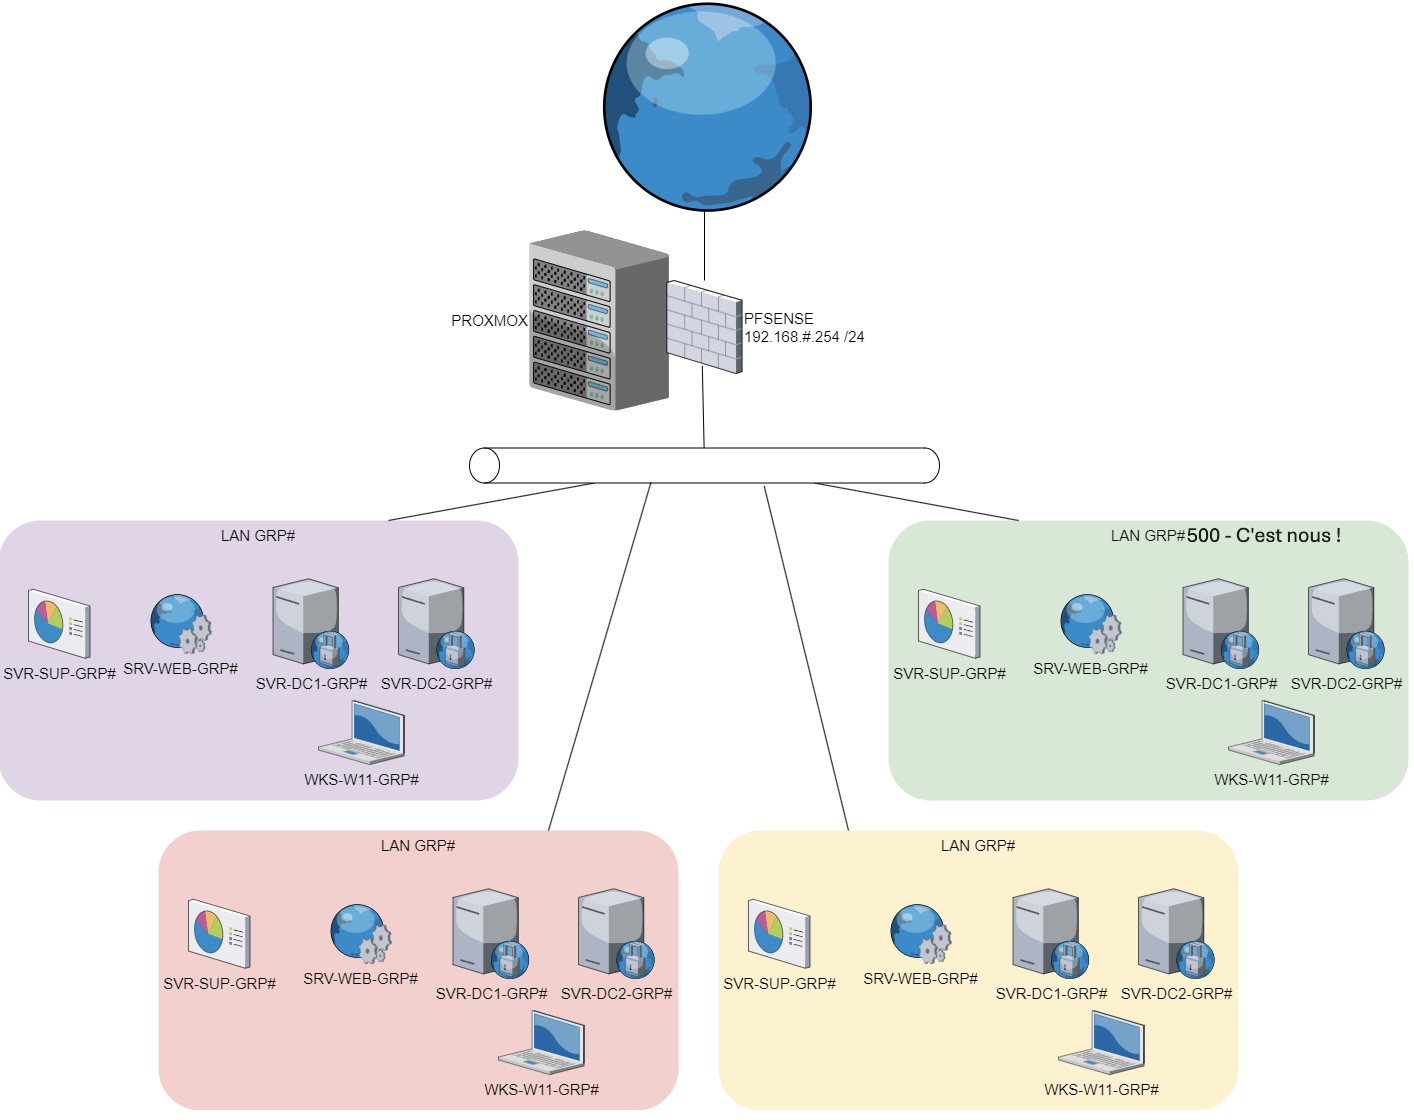 PROXMOX
PFSENSE
192.168.#.254 /24
LAN GRP#
SVR-SUP-GRP#
SRV-WEB-GRP#
SVR-DC1-GRP#
SVR-DC2-GRP#
WKS-W11-GRP#
LAN GRP#500 - C'est nous !
SVR-SUP-GRP#
SRV-WEB-GRP#
SVR-DC1-GRP#
SVR-DC2-GRP#
WKS-W11-GRP#
LAN GRP#
SVR-SUP-GRP#
SRV-WEB-GRP#
SVR-DC1-GRP#
SVR-DC2-GRP#
WKS-W11-GRP#
LAN GRP#
SVR-SUP-GRP#
SRV-WEB-GRP#
SVR-DC1-GRP#
SVR-DC2-GRP#
WKS-W11-GRP#